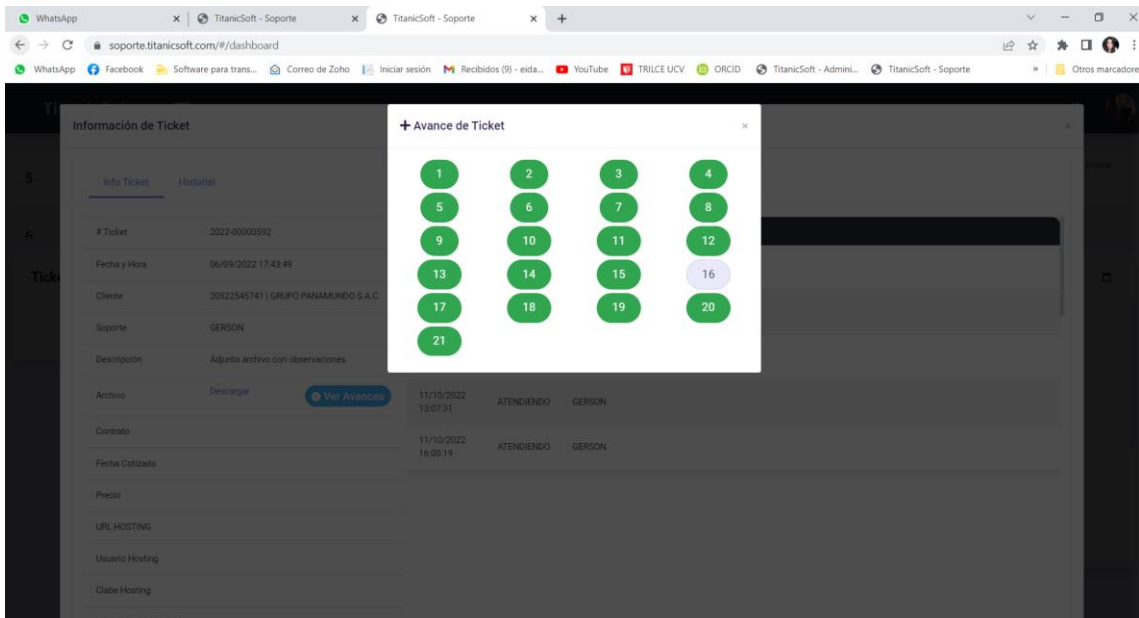 WhatsApp TitanicSoft - Soporte TitanicSoft - Soporte
soporte.titanicsoft.com/#/dashboard
WhatsApp Facebook Software para trans... Correo de Zoho Iniciar sesión Recibidos (9) - eida... YouTube TRILCE UCV ORCID TitanicSoft - Admini... TitanicSoft - Soporte » Otros marcadore
Información de Ticket
+ Avance de Ticket
1 2 3 4
5 6 7 8
9 10 11 12
13 14 15 16
17 18 19 20
21
5
Info Ticket Historial
6
# Ticket 2022-00000592
Fecha y Hora 06/09/2022 17:43:49
Cliente 20522545741 | GRUPO PANAMUNDO S.A.C.
Soporte GERSON
Descripción Adjunto archivo con observaciones
Archivo Descargar Ver Avances
Contrato
Fecha Cotizado
Precio
URL HOSTING
Usuario Hosting
Clabe Hosting
11/10/2022
13:07:31 ATENDIENDO GERSON
11/10/2022
16:00:19 ATENDIENDO GERSON